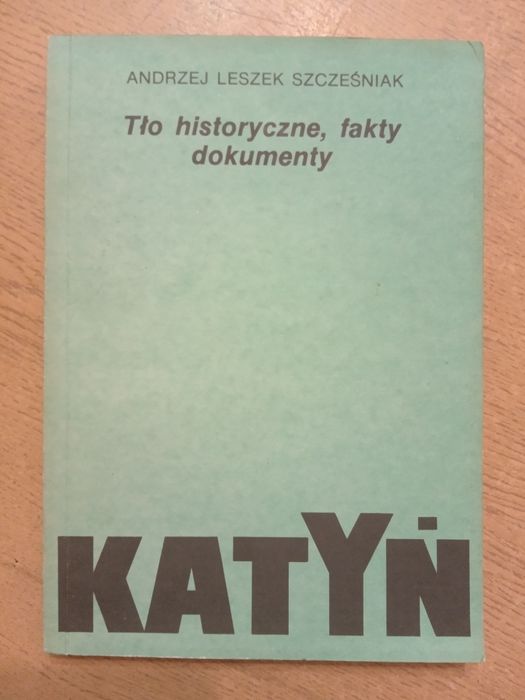 ANDRZEJ LESZEK SZCZEŚNIAK
Tło historyczne, fakty
dokumenty
KATYŃ